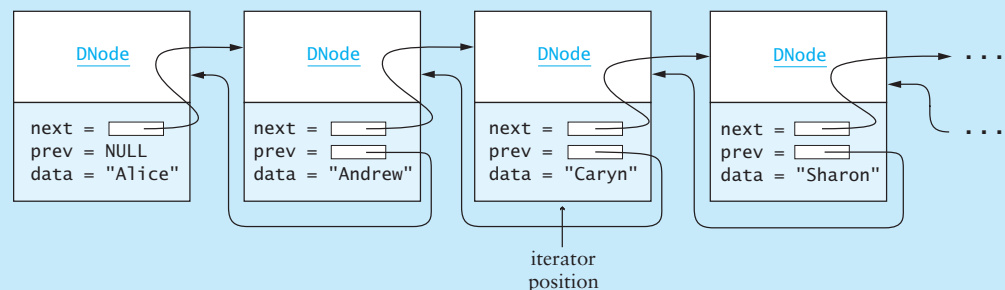 DNode
next =
prev = NULL
data = "Alice"
DNode
next =
prev =
data = "Andrew"
DNode
next =
prev =
data = "Caryn"
DNode
next =
prev =
data = "Sharon"
...
...
iterator
position